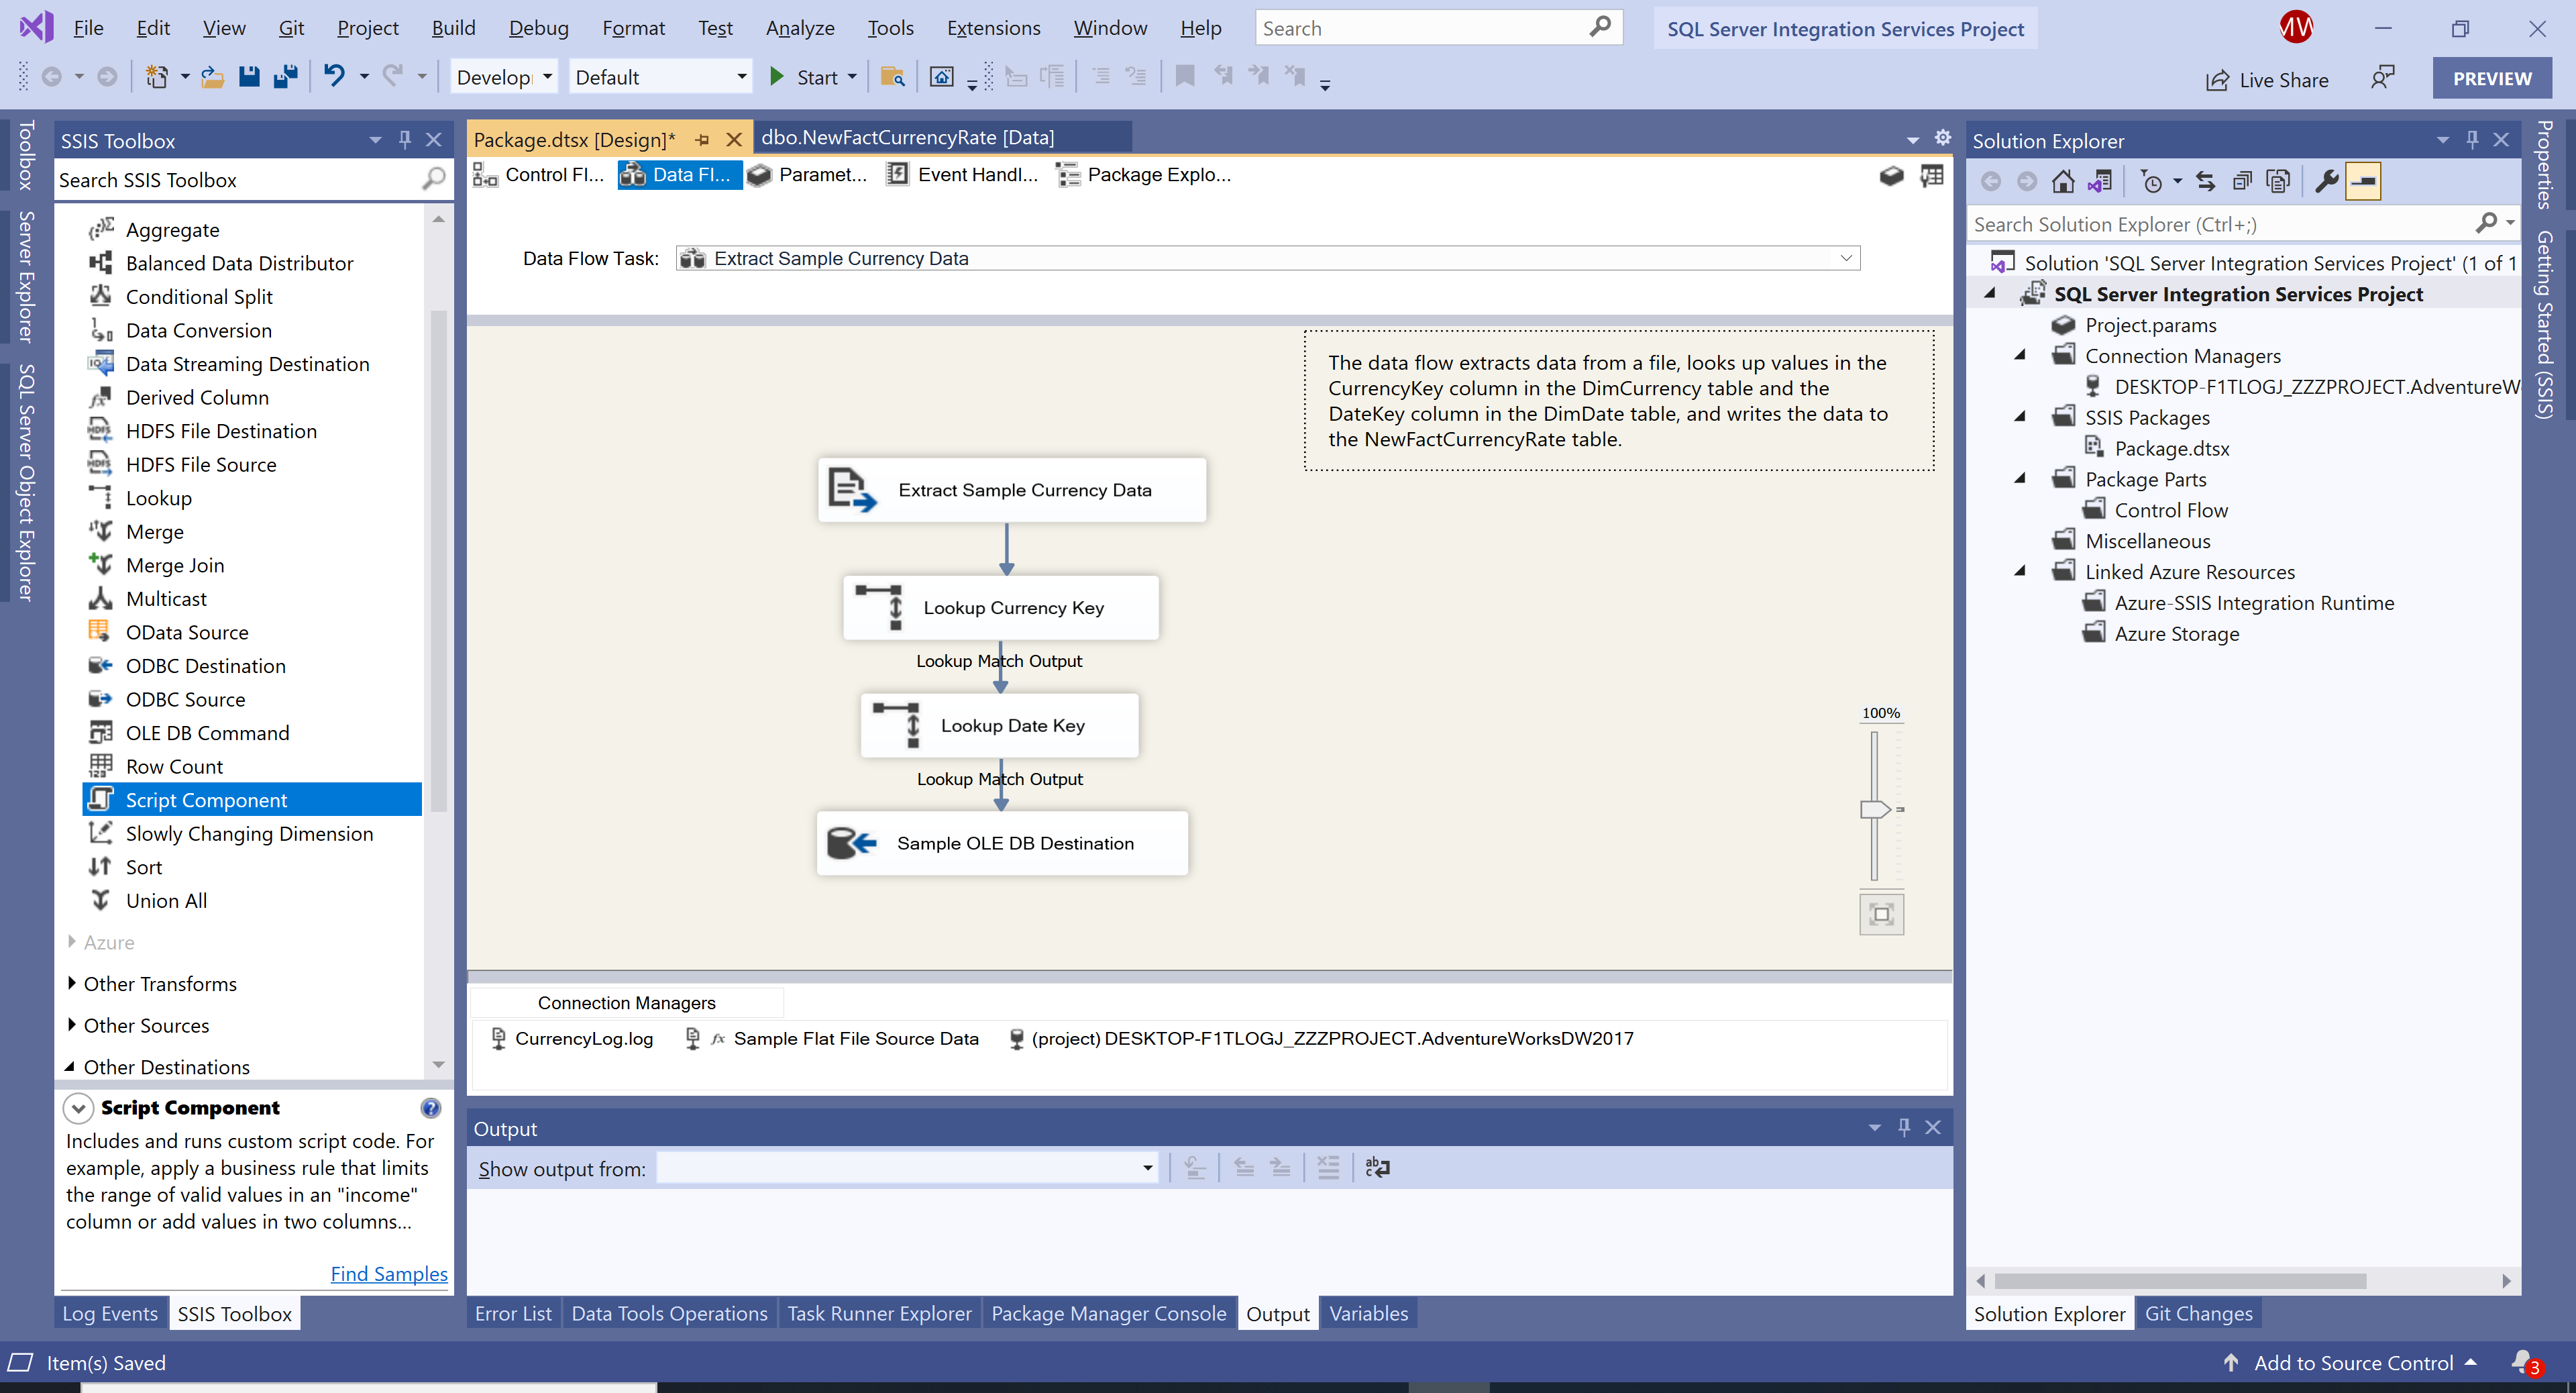 File Edit View Git Project Build Debug Format Test Analyze Tools Extensions Window Help Search SQL Server Integration Services Project
Develop Default Start Live Share PREVIEW
Toolbox
Server Explorer
SQL Server Object Explorer
SSIS Toolbox
Search SSIS Toolbox
Aggregate
Balanced Data Distributor
Conditional Split
Data Conversion
Data Streaming Destination
Derived Column
HDFS File Destination
HDFS File Source
Lookup
Merge
Merge Join
Multicast
OData Source
ODBC Destination
ODBC Source
OLE DB Command
Row Count
Script Component
Slowly Changing Dimension
Sort
Union All
Azure
Other Transforms
Other Sources
Other Destinations
Script Component
Includes and runs custom script code. For
example, apply a business rule that limits
the range of valid values in an "income"
column or add values in two columns...
Find Samples
Log Events SSIS Toolbox
Package.dtsx [Design]* dbo.NewFactCurrencyRate [Data]
Control Fl... Data Fl... Paramet... Event Handl... Package Explo...
Data Flow Task: Extract Sample Currency Data
The data flow extracts data from a file, looks up values in the
CurrencyKey column in the DimCurrency table and the
DateKey column in the DimDate table, and writes the data to
the NewFactCurrencyRate table.
Extract Sample Currency Data
Lookup Currency Key
Lookup Match Output
Lookup Date Key
Lookup Match Output
Sample OLE DB Destination
100%
Connection Managers
CurrencyLog.log fx Sample Flat File Source Data (project) DESKTOP-F1TLOGJ_ZZZPROJECT.AdventureWorksDW2017
Output
Show output from:
Error List Data Tools Operations Task Runner Explorer Package Manager Console Output Variables
Solution Explorer
Search Solution Explorer (Ctrl+;)
Solution 'SQL Server Integration Services Project' (1 of 1
SQL Server Integration Services Project
Project.params
Connection Managers
DESKTOP-F1TLOGJ_ZZZPROJECT.AdventureW
SSIS Packages
Package.dtsx
Package Parts
Control Flow
Miscellaneous
Linked Azure Resources
Azure-SSIS Integration Runtime
Azure Storage
Solution Explorer Git Changes
Properties
Getting Started (SSIS)
Item(s) Saved Add to Source Control 3